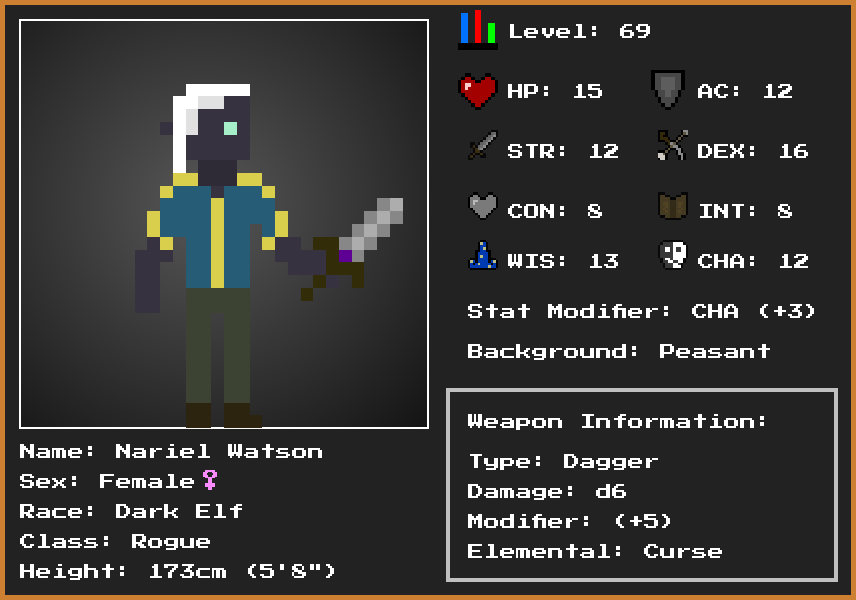 Level: 69
HP: 15
AC: 12
STR: 12
DEX: 16
CON: 8
INT: 8
WIS: 13
CHA: 12
Stat Modifier: CHA (+3)
Background: Peasant
Weapon Information:
Type: Dagger
Damage: d6
Modifier: (+5)
Elemental: Curse
Name: Nariel Watson
Sex: Female♀
Race: Dark Elf
Class: Rogue
Height: 173cm (5'8")